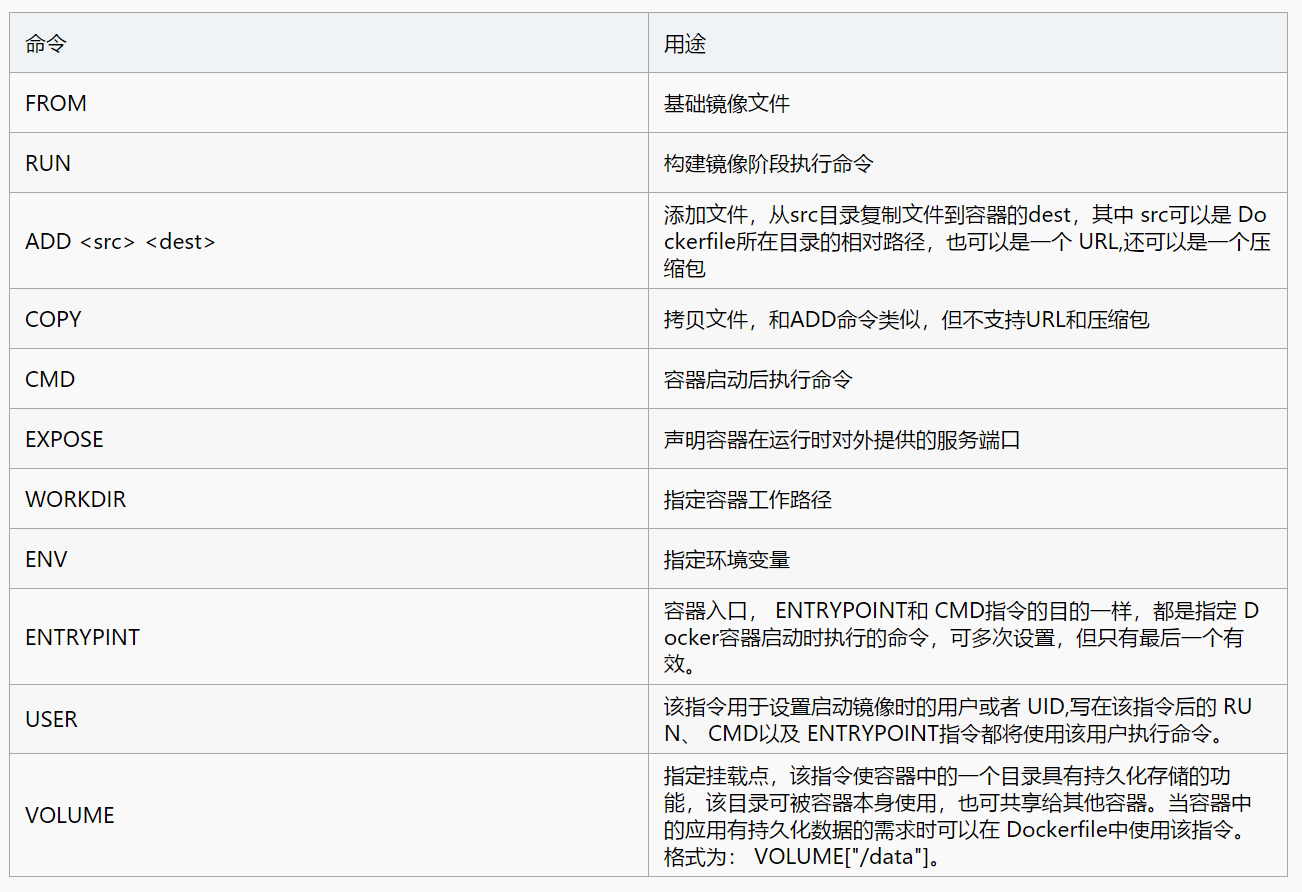 命令
用途
FROM
基础镜像文件
RUN
构建镜像阶段执行命令
ADD <src> <dest>
添加文件，从src目录复制文件到容器的dest，其中 src可以是 Do
ckerfile所在目录的相对路径，也可以是一个 URL,还可以是一个压
缩包
COPY
拷贝文件，和ADD命令类似，但不支持URL和压缩包
CMD
容器启动后执行命令
EXPOSE
声明容器在运行时对外提供的服务端口
WORKDIR
指定容器工作路径
ENV
指定环境变量
ENTRYPINT
容器入口， ENTRYPOINT和 CMD指令的目的一样，都是指定 D
ocker容器启动时执行的命令，可多次设置，但只有最后一个有
效。
USER
该指令用于设置启动镜像时的用户或者 UID,写在该指令后的 RU
N、 CMD以及 ENTRYPOINT指令都将使用该用户执行命令。
VOLUME
指定挂载点，该指令使容器中的一个目录具有持久化存储的功
能，该目录可被容器本身使用，也可共享给其他容器。当容器中
的应用有持久化数据的需求时可以在 Dockerfile中使用该指令。
格式为： VOLUME["/data"]。